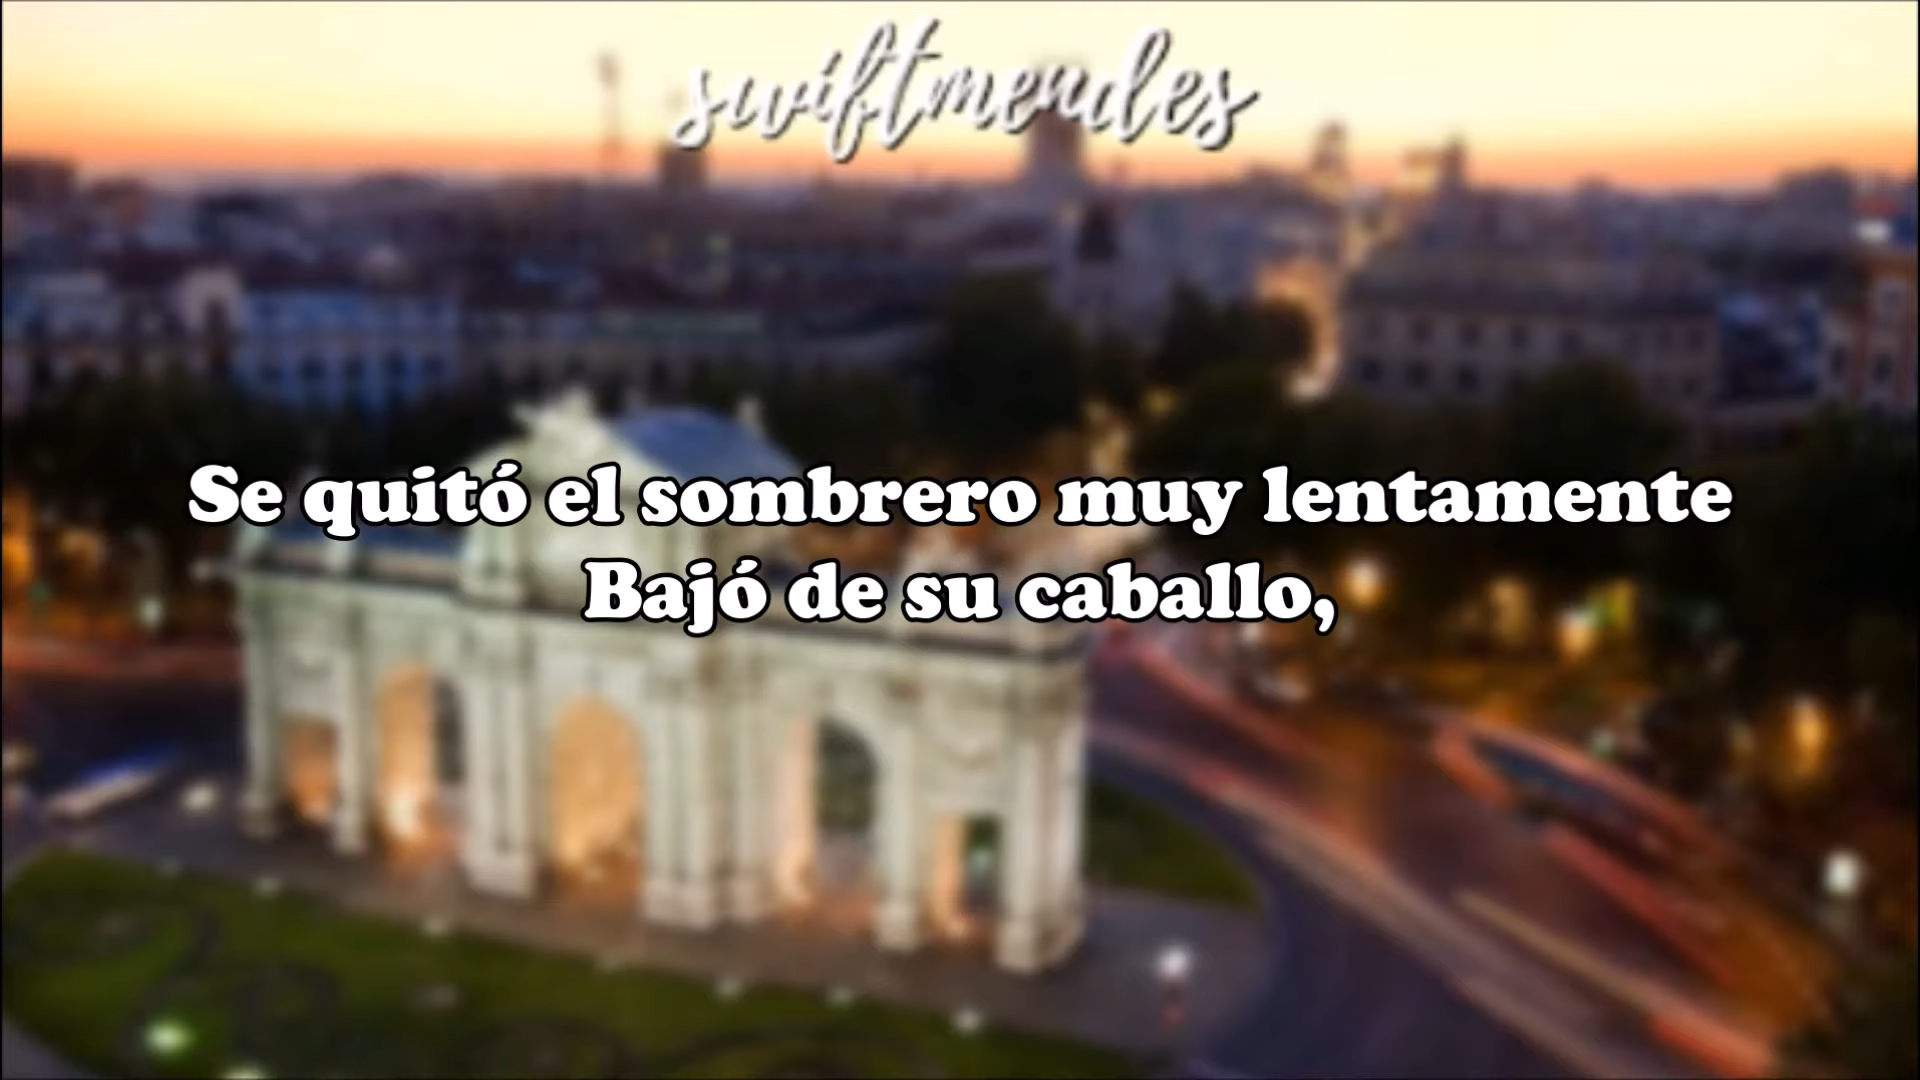 swiftmendes
Se quitó el sombrero muy lentamente
Bajó de su caballo,